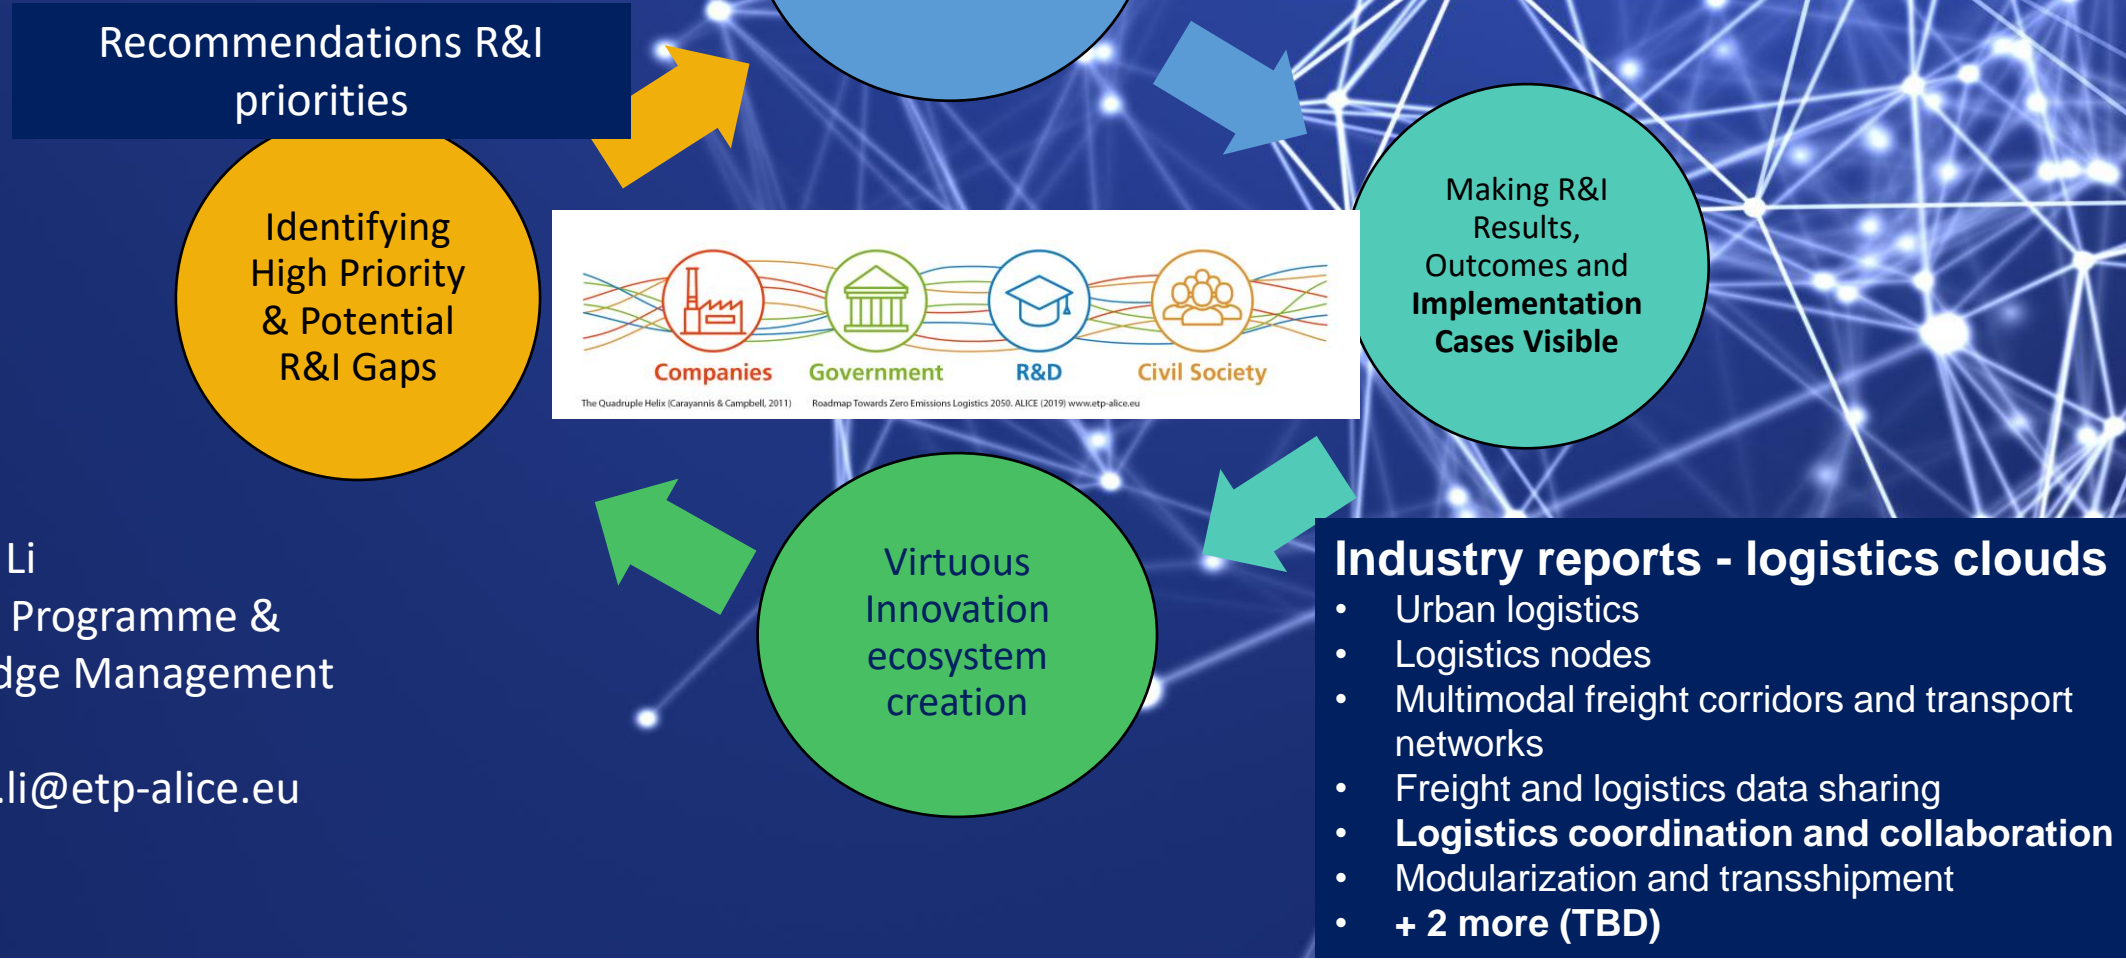 Recommendations R&I
priorities
Identifying
High Priority
& Potential
R&I Gaps
Making R&I
Results,
Outcomes and
Implementation
Cases Visible
Companies Government R&D Civil Society
The Quadruple Helix (Carayannis & Campbell, 2011) Roadmap Towards Zero Emissions Logistics 2050. ALICE (2019) www.etp-alice.eu
Virtuous
Innovation
ecosystem
creation
Li
Programme &
dge Management
.li@etp-alice.eu
Industry reports - logistics clouds
• Urban logistics
• Logistics nodes
• Multimodal freight corridors and transport
networks
• Freight and logistics data sharing
• Logistics coordination and collaboration
• Modularization and transshipment
• + 2 more (TBD)